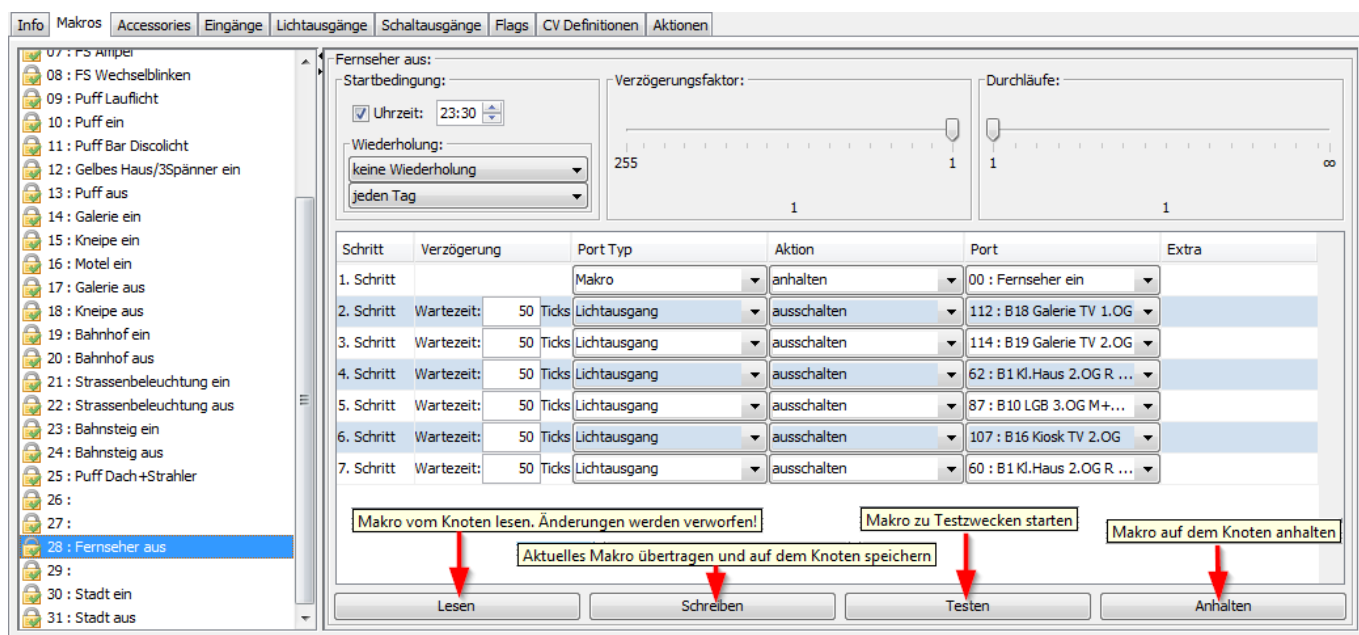 Info Makros Accessories Eingänge Lichtausgänge Schaltausgänge Flags CV Definitionen Aktionen
07 : FS Ampel
08 : FS Wechselblinken
09 : Puff Lauflicht
10 : Puff ein
11 : Puff Bar Discolicht
12 : Gelbes Haus/3Spänner ein
13 : Puff aus
14 : Galerie ein
15 : Kneipe ein
16 : Motel ein
17 : Galerie aus
18 : Kneipe aus
19 : Bahnhof ein
20 : Bahnhof aus
21 : Strassenbeleuchtung ein
22 : Strassenbeleuchtung aus
23 : Bahnsteig ein
24 : Bahnsteig aus
25 : Puff Dach+Strahler
26 :
27 :
28 : Fernseher aus
29 :
30 : Stadt ein
31 : Stadt aus
Fernseher aus:
Startbedingung:
Uhrzeit: 23:30
Wiederholung:
keine Wiederholung
jeden Tag
Verzögerungsfaktor:
255 1
1
Durchläufe:
1 ∞
1
Schritt Verzögerung Port Typ Aktion Port Extra
1. Schritt Makro anhalten 00 : Fernseher ein
2. Schritt Wartezeit: 50 Ticks Lichtausgang ausschalten 112 : B18 Galerie TV 1.OG
3. Schritt Wartezeit: 50 Ticks Lichtausgang ausschalten 114 : B19 Galerie TV 2.OG
4. Schritt Wartezeit: 50 Ticks Lichtausgang ausschalten 62 : B1 Kl.Haus 2.OG R ...
5. Schritt Wartezeit: 50 Ticks Lichtausgang ausschalten 87 : B10 LGB 3.OG M+...
6. Schritt Wartezeit: 50 Ticks Lichtausgang ausschalten 107 : B16 Kiosk TV 2.OG
7. Schritt Wartezeit: 50 Ticks Lichtausgang ausschalten 60 : B1 Kl.Haus 2.OG R ...
Makro vom Knoten lesen. Änderungen werden verworfen!
Makro zu Testzwecken starten
Makro auf dem Knoten anhalten
Aktuelles Makro übertragen und auf dem Knoten speichern
Lesen Schreiben Testen Anhalten